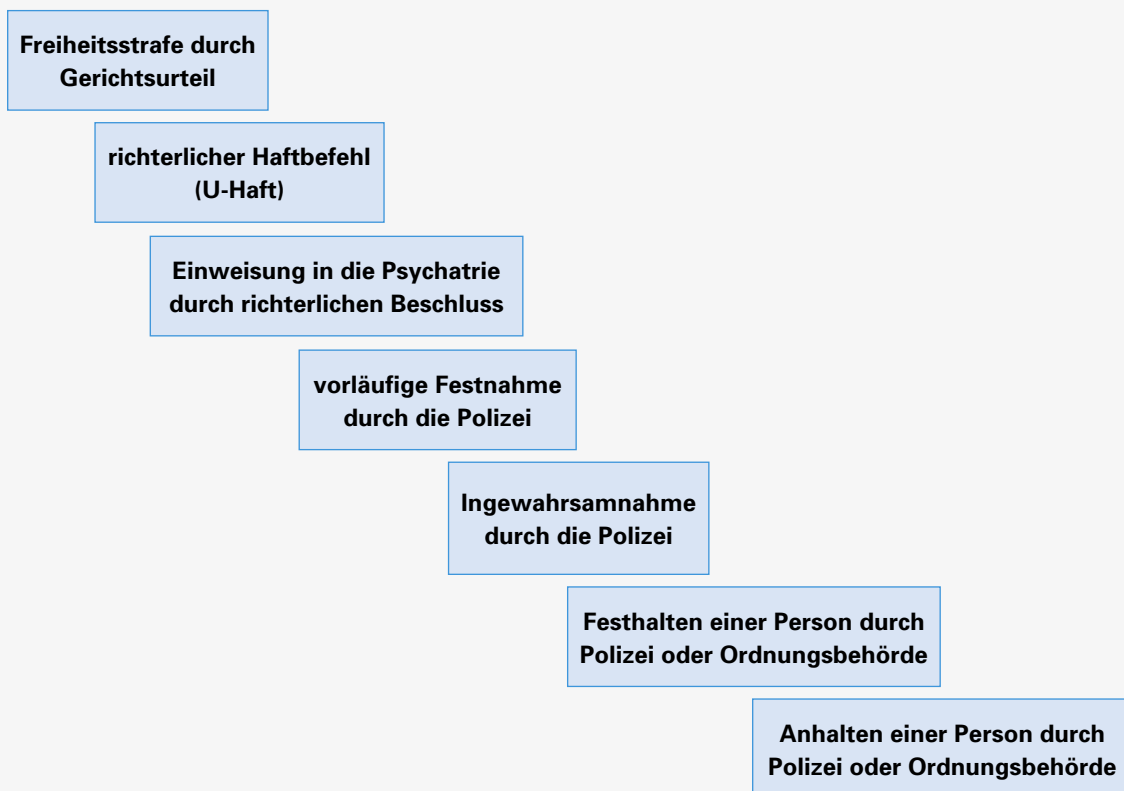 Freiheitsstrafe durch
Gerichtsurteil
richterlicher Haftbefehl
(U-Haft)
Einweisung in die Psychatrie
durch richterlichen Beschluss
vorläufige Festnahme
durch die Polizei
Ingewahrsamnahme
durch die Polizei
Festhalten einer Person durch
Polizei oder Ordnungsbehörde
Anhalten einer Person durch
Polizei oder Ordnungsbehörde